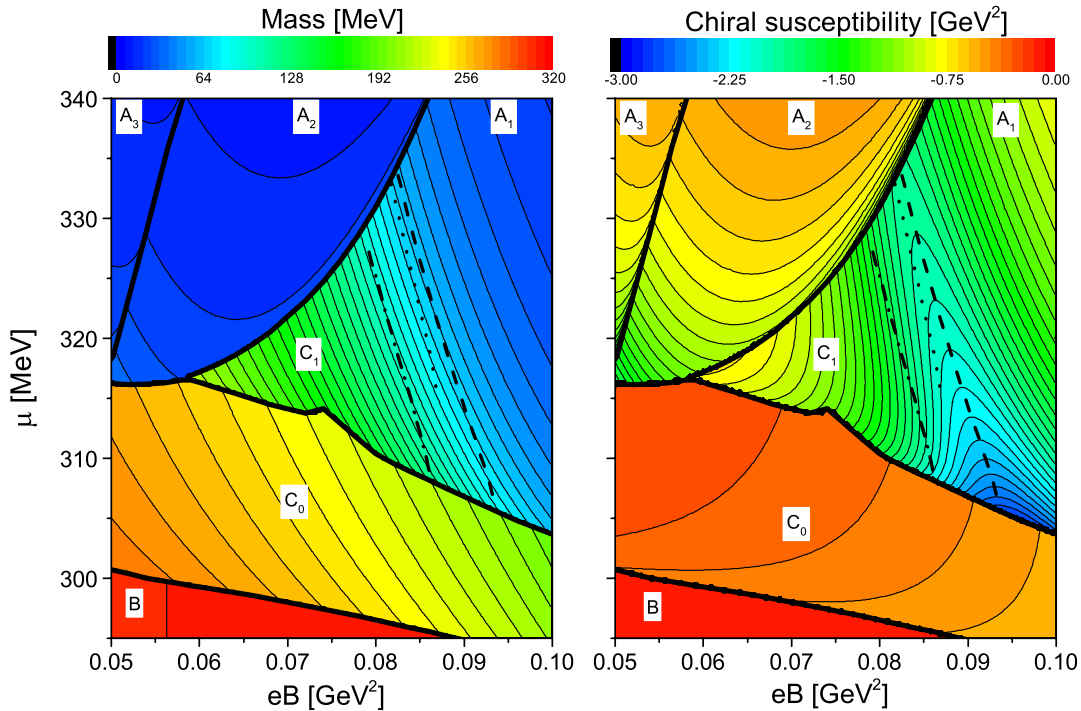 Mass [MeV]
0 64 128 192 256 320
340
330
320
310
300
μ [MeV]
A3
A2
A1
C1
C0
B
0.05 0.06 0.07 0.08 0.09 0.10
eB [GeV²]
Chiral susceptibility [GeV²]
-3.00 -2.25 -1.50 -0.75 0.00
A3
A2
A1
C1
C0
B
0.05 0.06 0.07 0.08 0.09 0.10
eB [GeV²]